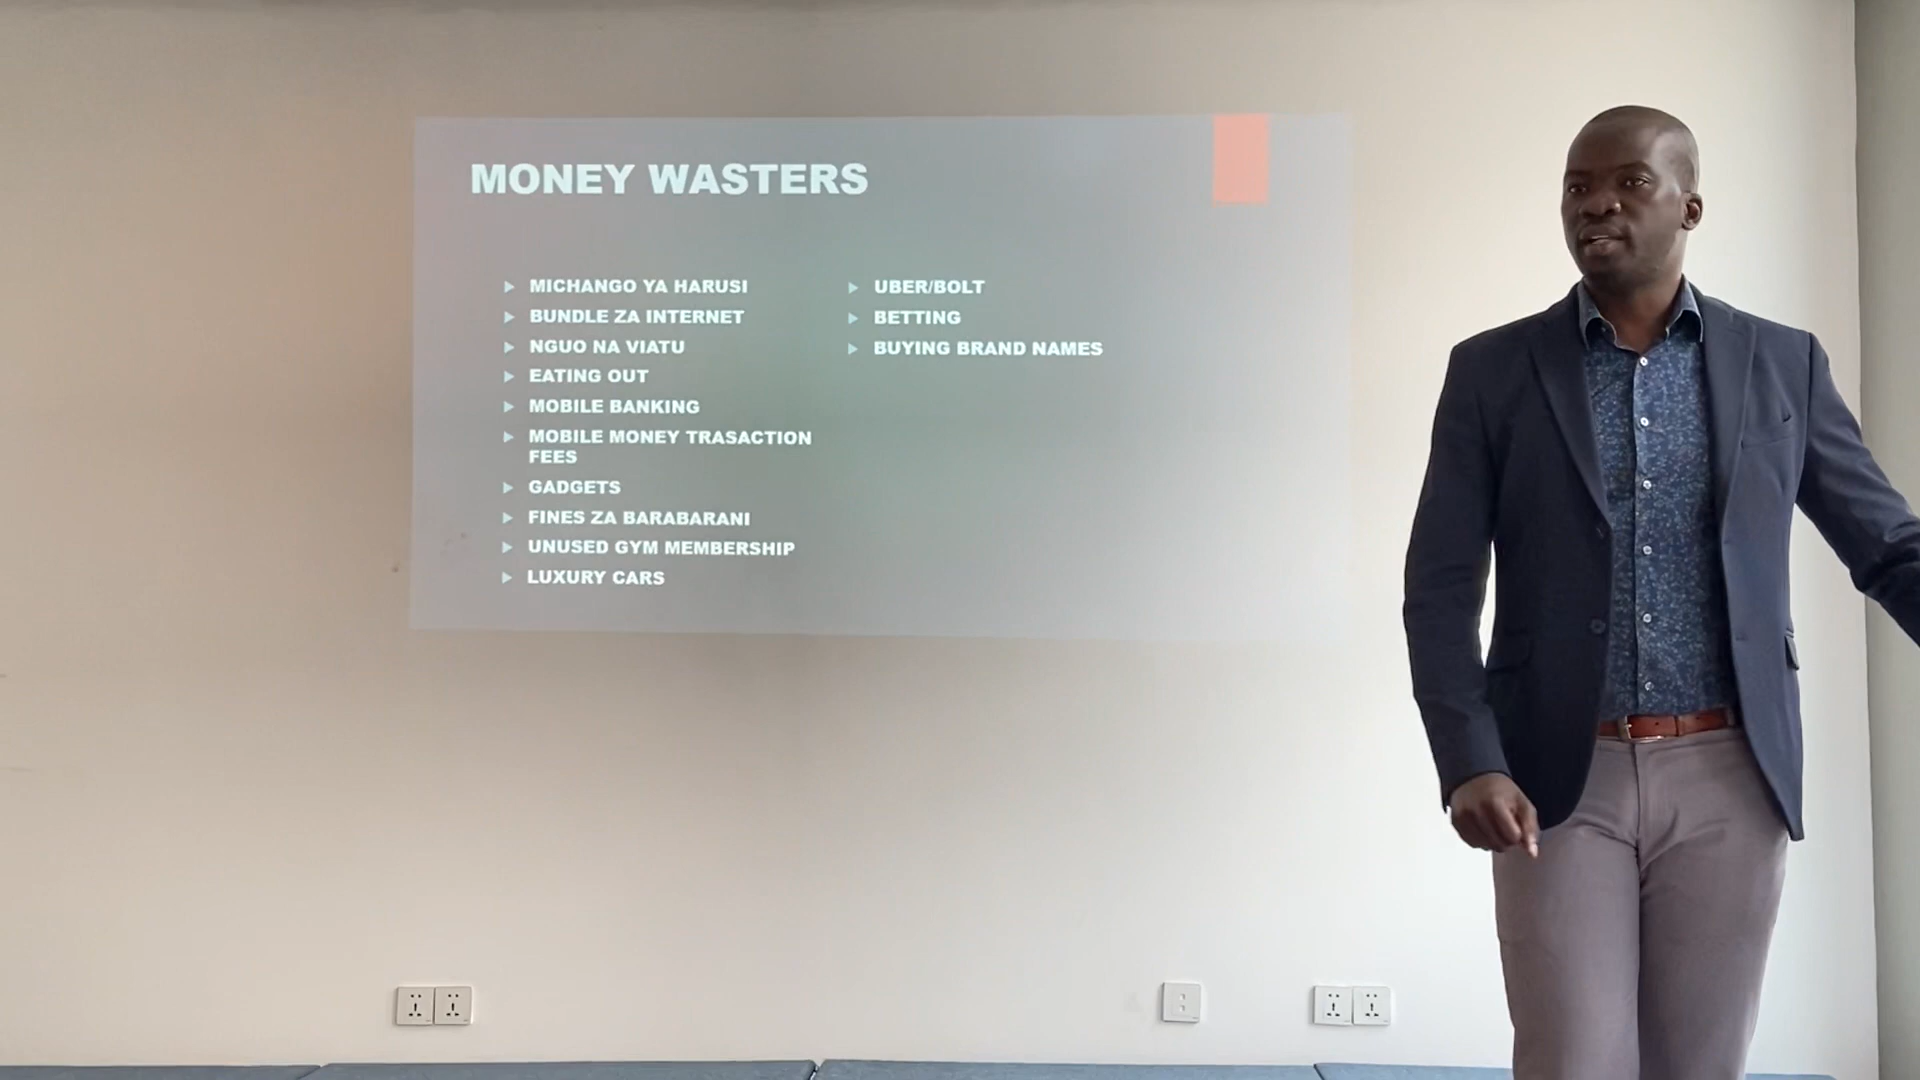 MONEY WASTERS
MICHANGO YA HARUSI
BUNDLE ZA INTERNET
NGUO NA VIATU
EATING OUT
MOBILE BANKING
MOBILE MONEY TRASACTION
FEES
GADGETS
FINES ZA BARABARANI
UNUSED GYM MEMBERSHIP
LUXURY CARS
UBER/BOLT
BETTING
BUYING BRAND NAMES